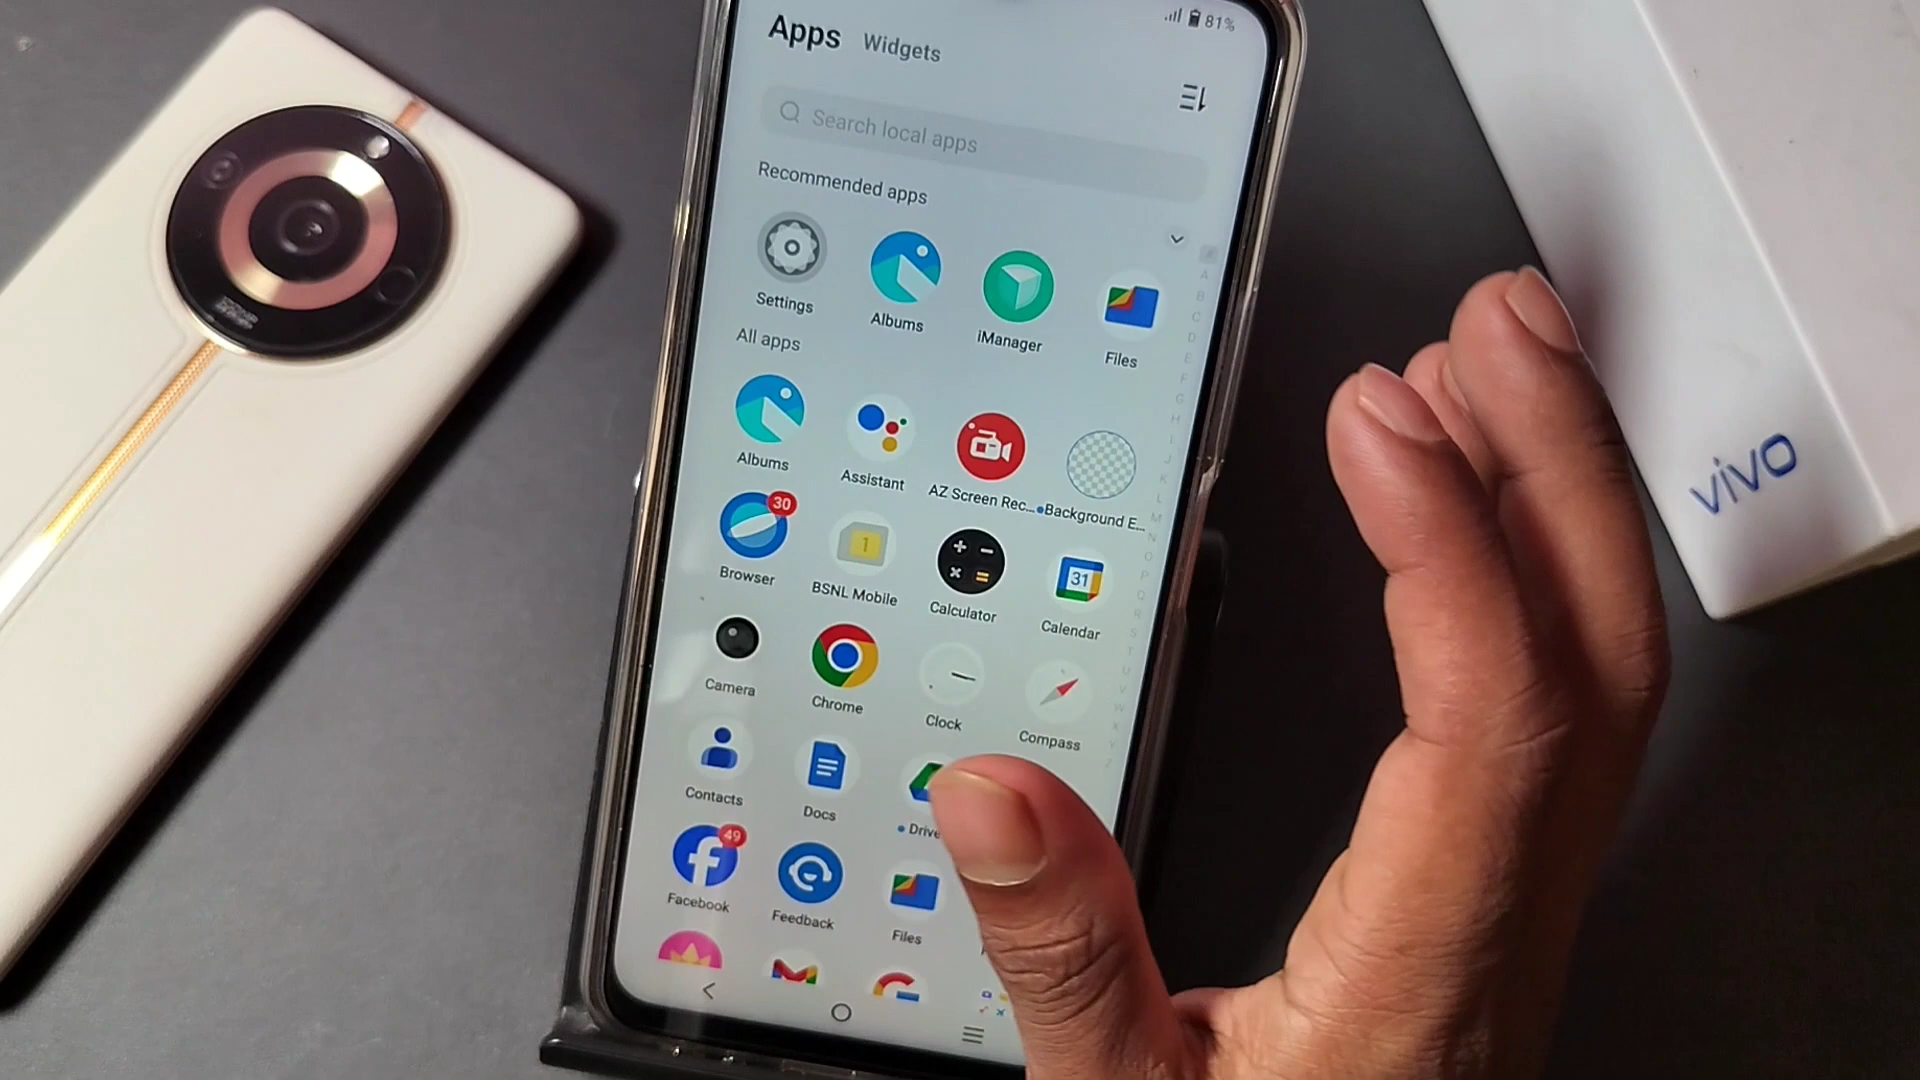 81%
Apps Widgets
Search local apps
Recommended apps
Settings Albums iManager Files
All apps
Albums Assistant AZ Screen Rec... Background E...
30
1
31
Browser BSNL Mobile Calculator Calendar
Camera Chrome Clock Compass
Contacts Docs Drive
49
Facebook Feedback Files
vivo